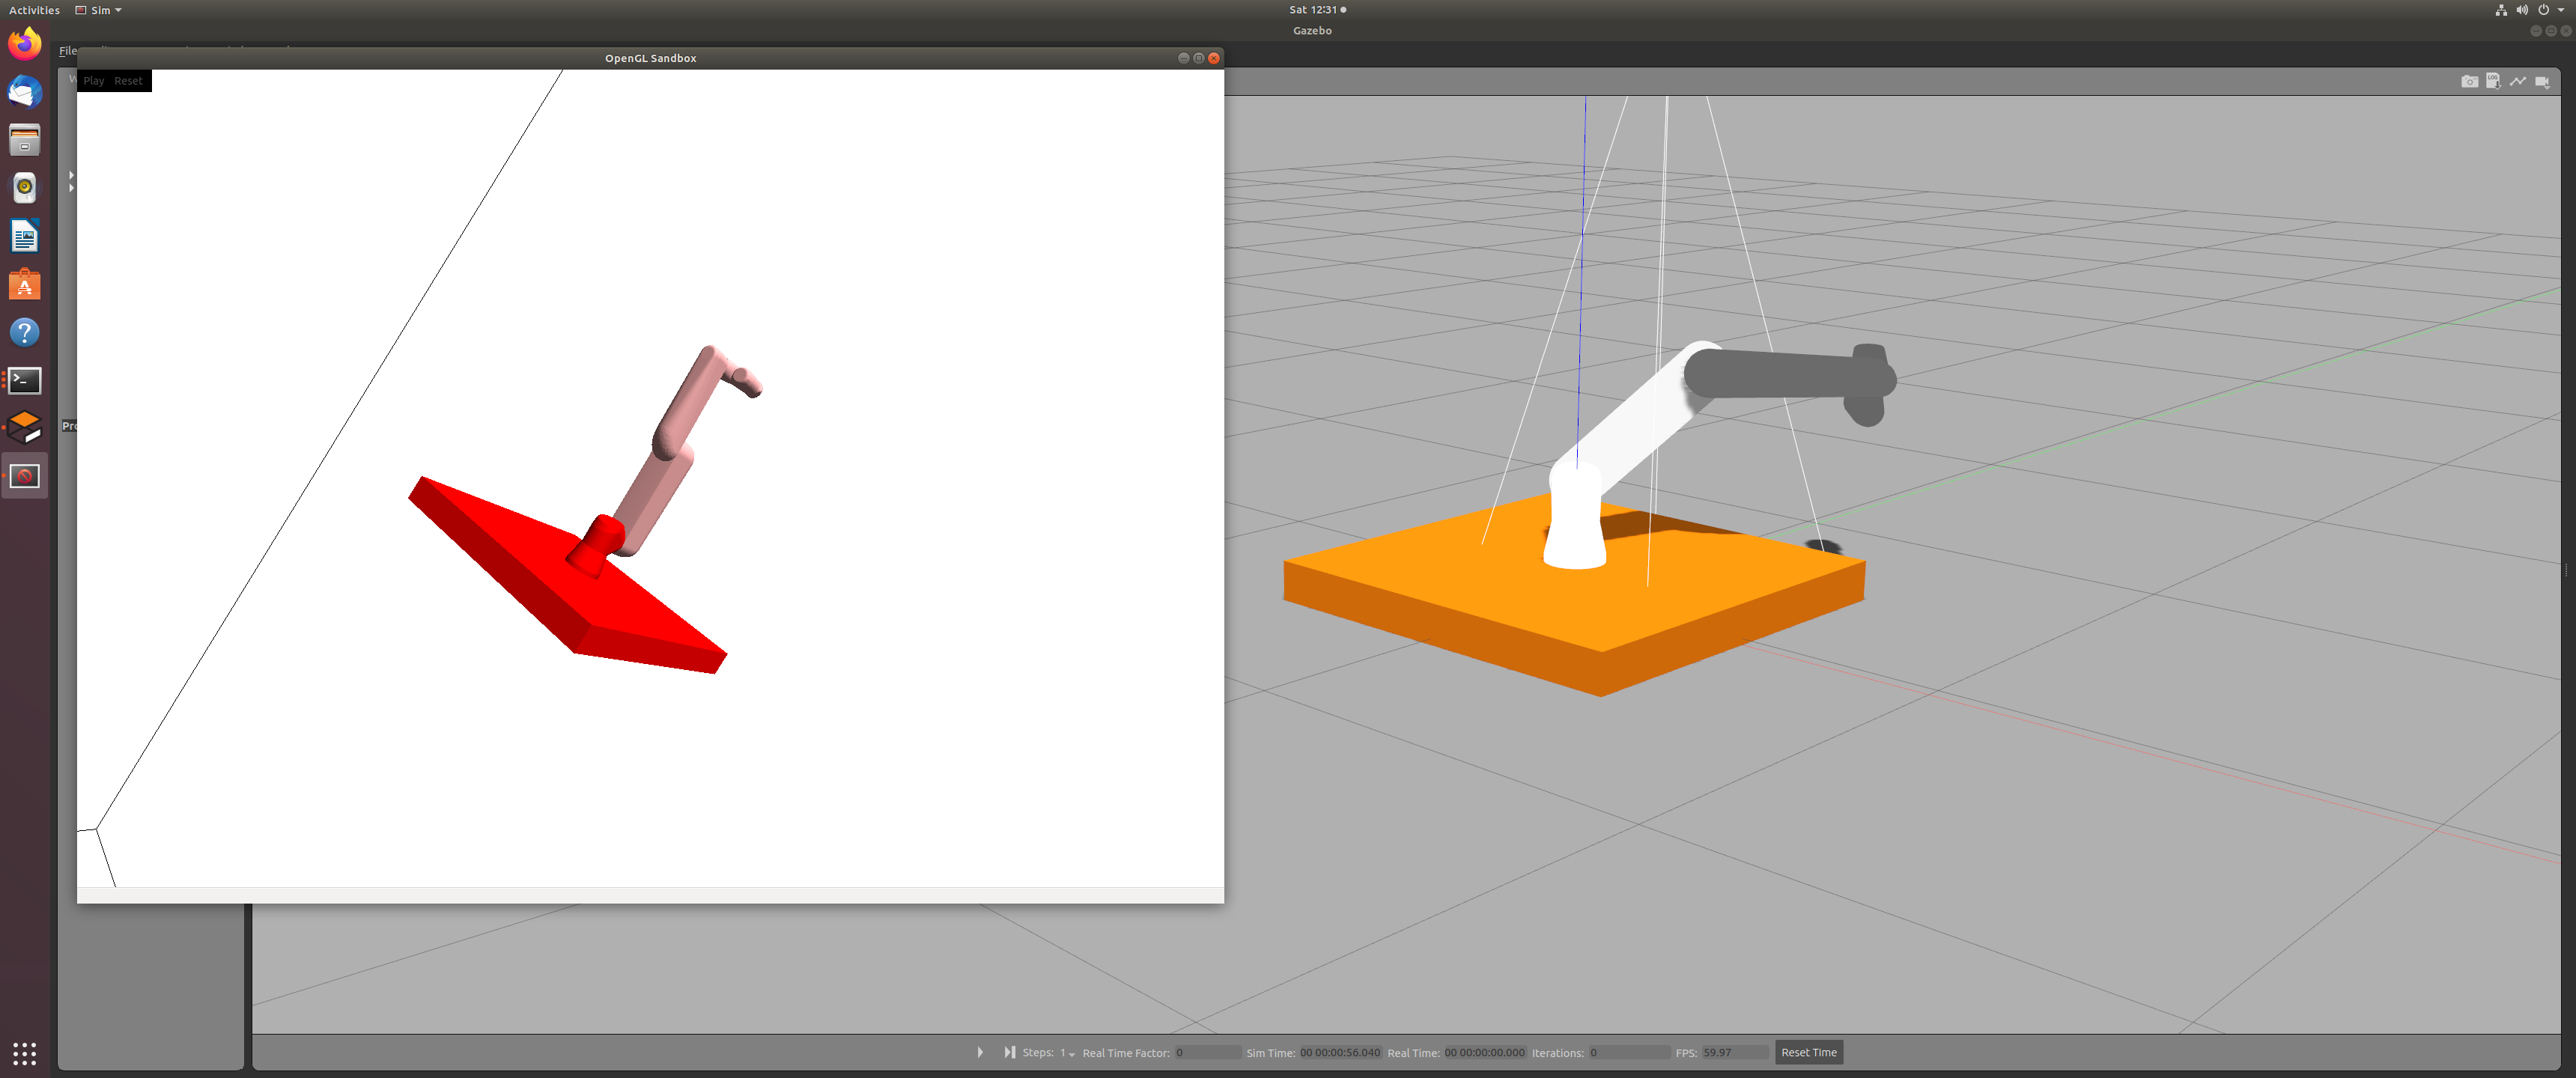 Activities Sim Sat 12:31
Gazebo
File
OpenGL Sandbox
W
Play Reset
LOG
Pro
Steps: 1 Real Time Factor: 0 Sim Time: 00 00:00:56.040 Real Time: 00 00:00:00.000 Iterations: 0 FPS: 59.97 Reset Time